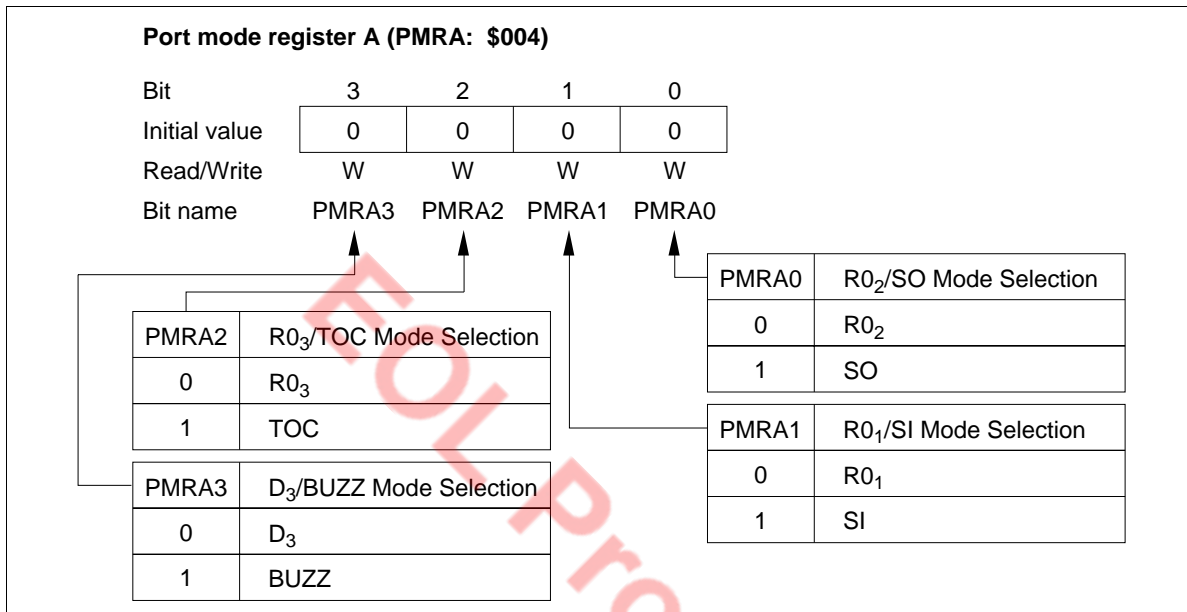 Port mode register A (PMRA: $004)
Bit 3 2 1 0
Initial value 0 0 0 0
Read/Write W W W W
Bit name PMRA3 PMRA2 PMRA1 PMRA0
PMRA2 R0₃/TOC Mode Selection
0 R0₃
1 TOC
PMRA3 D₃/BUZZ Mode Selection
0 D₃
1 BUZZ
PMRA0 R0₂/SO Mode Selection
0 R0₂
1 SO
PMRA1 R0₁/SI Mode Selection
0 R0₁
1 SI
EOL Pro